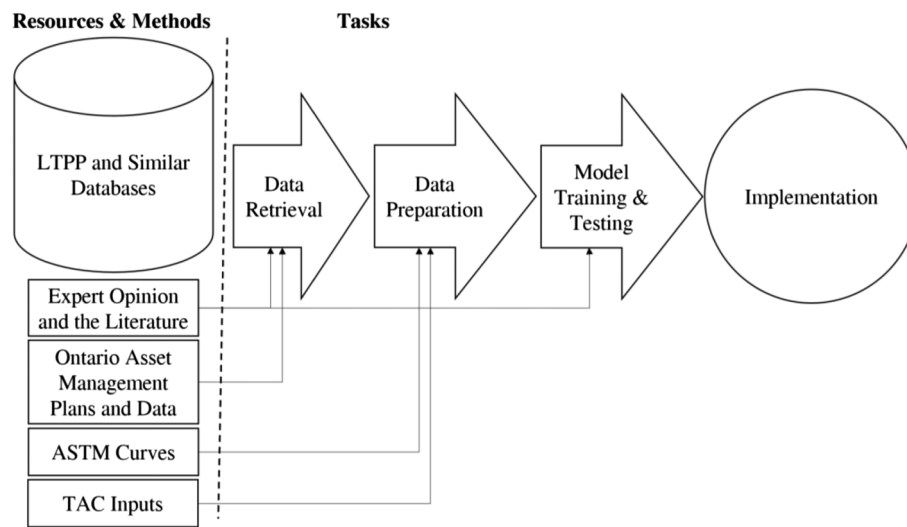 Resources & Methods
Tasks
LTPP and Similar
Databases
Data
Retrieval
Data
Preparation
Model
Training &
Testing
Implementation
Expert Opinion
and the Literature
Ontario Asset
Management
Plans and Data
ASTM Curves
TAC Inputs